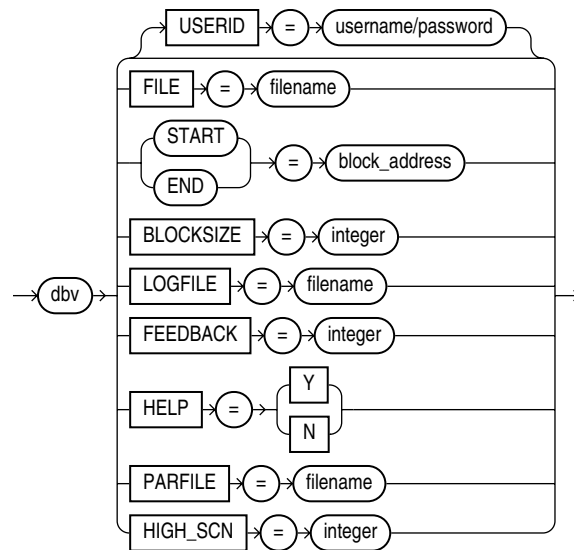 USERID = username/password
FILE = filename
START
= block_address
END
BLOCKSIZE = integer
dbv
LOGFILE = filename
FEEDBACK = integer
Y
HELP =
N
PARFILE = filename
HIGH_SCN = integer